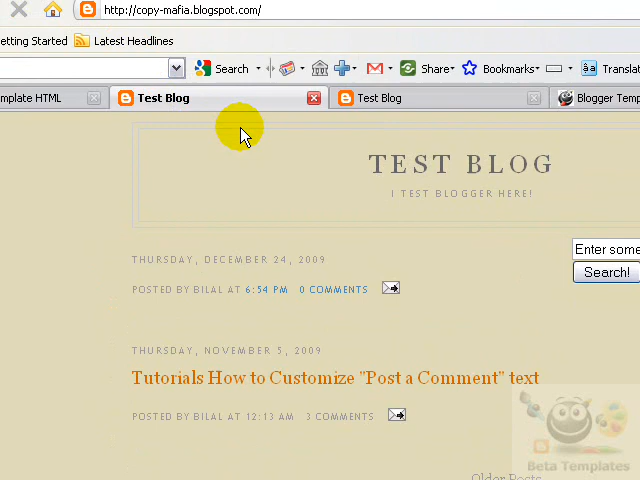 http://copy-mafia.blogspot.com/
etting Started Latest Headlines
Search Share Bookmarks Translat
emplate HTML Test Blog Test Blog Blogger Temp
TEST BLOG
I TEST BLOGGER HERE!
Enter some
THURSDAY, DECEMBER 24, 2009
Search!
POSTED BY BILAL AT 6:54 PM 0 COMMENTS
THURSDAY, NOVEMBER 5, 2009
Tutorials How to Customize "Post a Comment" text
POSTED BY BILAL AT 12:13 AM 3 COMMENTS
Beta Templates
Older Posts